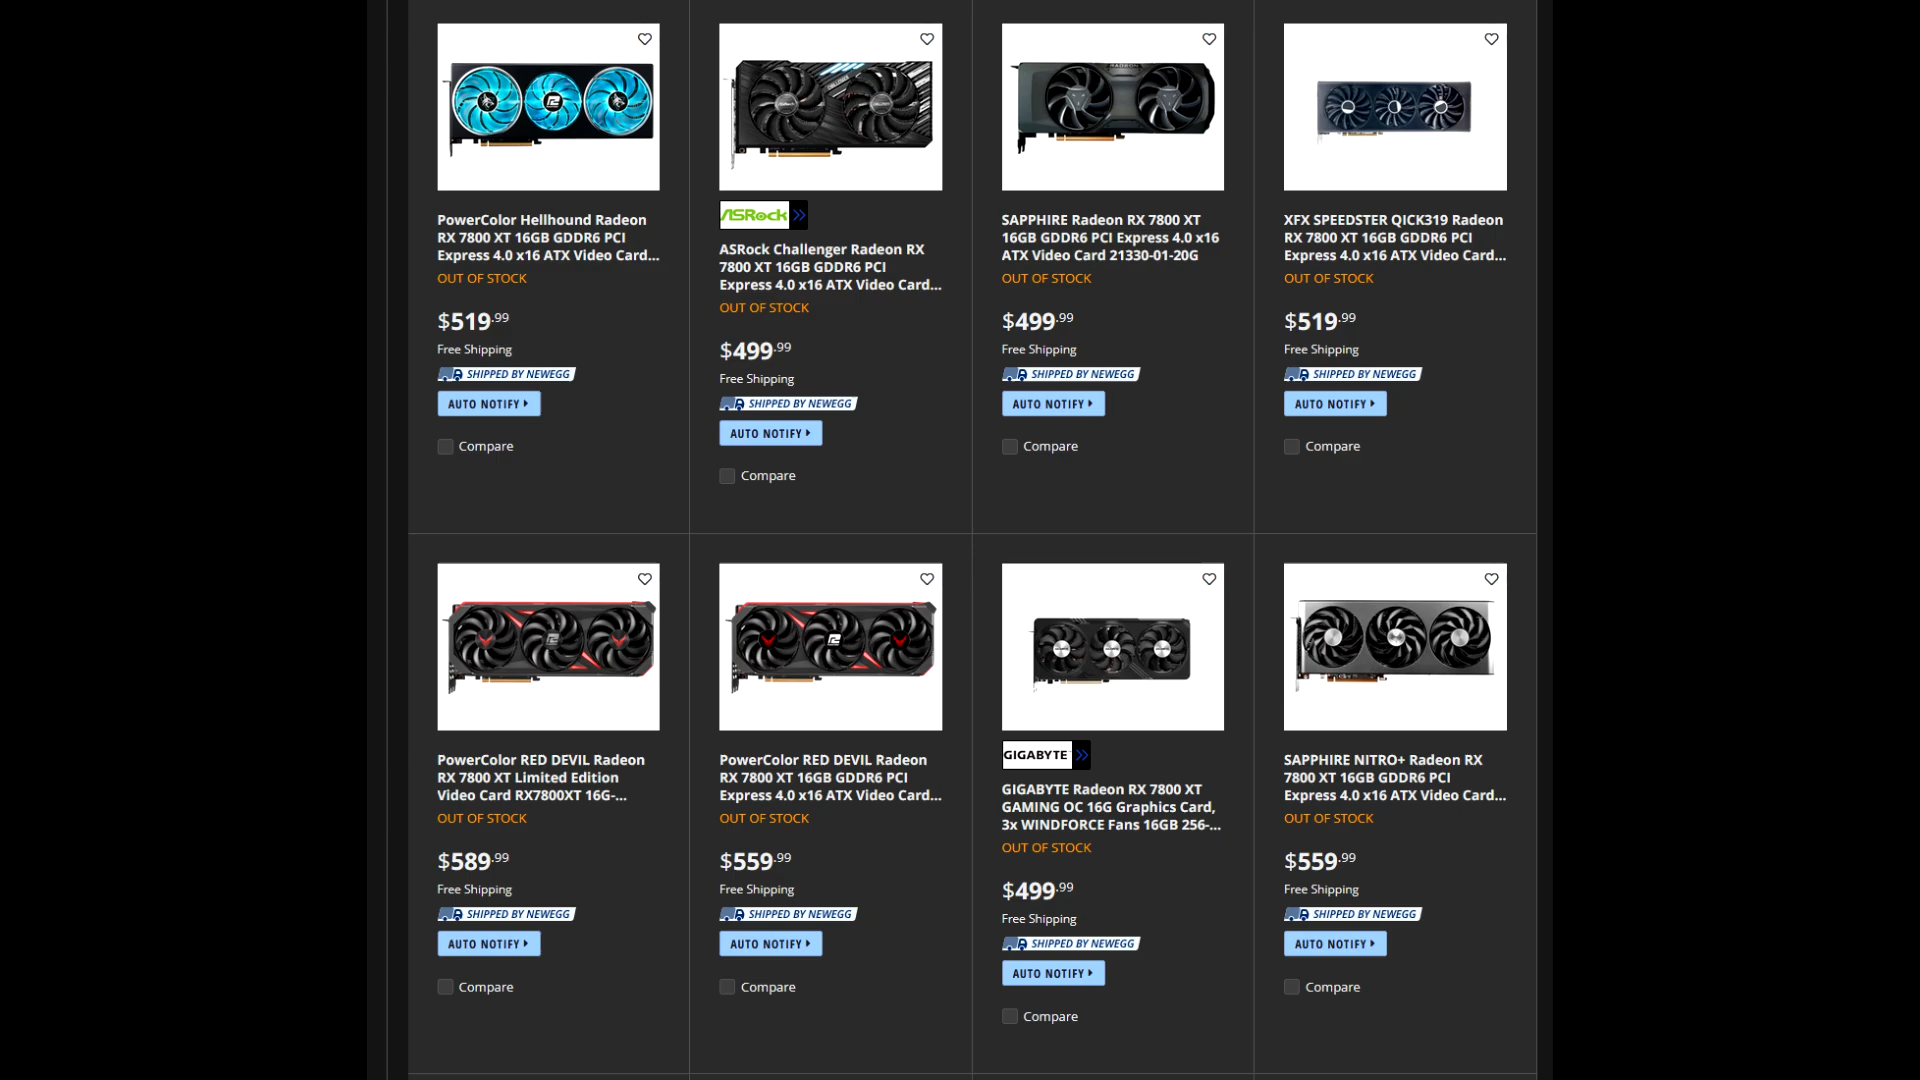 PowerColor Hellhound Radeon
RX 7800 XT 16GB GDDR6 PCI
Express 4.0 x16 ATX Video Card...
OUT OF STOCK
$519.99
Free Shipping
SHIPPED BY NEWEGG
AUTO NOTIFY
Compare
ASRock
ASRock Challenger Radeon RX
7800 XT 16GB GDDR6 PCI
Express 4.0 x16 ATX Video Card...
OUT OF STOCK
$499.99
Free Shipping
SHIPPED BY NEWEGG
AUTO NOTIFY
Compare
RADEON
SAPPHIRE Radeon RX 7800 XT
16GB GDDR6 PCI Express 4.0 x16
ATX Video Card 21330-01-20G
OUT OF STOCK
$499.99
Free Shipping
SHIPPED BY NEWEGG
AUTO NOTIFY
Compare
XFX SPEEDSTER QICK319 Radeon
RX 7800 XT 16GB GDDR6 PCI
Express 4.0 x16 ATX Video Card...
OUT OF STOCK
$519.99
Free Shipping
SHIPPED BY NEWEGG
AUTO NOTIFY
Compare
PowerColor RED DEVIL Radeon
RX 7800 XT Limited Edition
Video Card RX7800XT 16G-...
OUT OF STOCK
$589.99
Free Shipping
SHIPPED BY NEWEGG
AUTO NOTIFY
Compare
PowerColor RED DEVIL Radeon
RX 7800 XT 16GB GDDR6 PCI
Express 4.0 x16 ATX Video Card...
OUT OF STOCK
$559.99
Free Shipping
SHIPPED BY NEWEGG
AUTO NOTIFY
Compare
GIGABYTE
GIGABYTE Radeon RX 7800 XT
GAMING OC 16G Graphics Card,
3x WINDFORCE Fans 16GB 256-...
OUT OF STOCK
$499.99
Free Shipping
SHIPPED BY NEWEGG
AUTO NOTIFY
Compare
SAPPHIRE NITRO+ Radeon RX
7800 XT 16GB GDDR6 PCI
Express 4.0 x16 ATX Video Card...
OUT OF STOCK
$559.99
Free Shipping
SHIPPED BY NEWEGG
AUTO NOTIFY
Compare